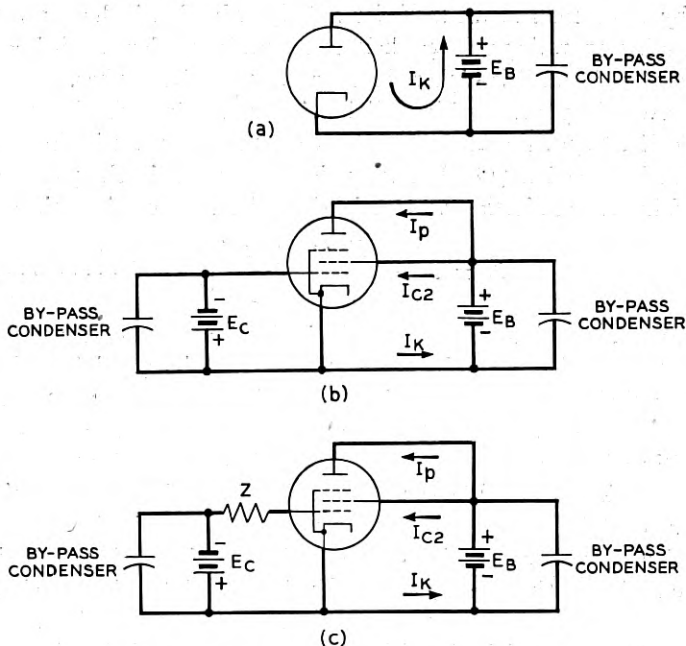 +
I_K
E_B
-
BY-PASS
CONDENSER
(a)
I_p
I_C2
BY-PASS
CONDENSER
-
E_C
+
+
E_B
-
BY-PASS
CONDENSER
I_K
(b)
Z
I_p
I_C2
BY-PASS
CONDENSER
-
E_C
+
+
E_B
-
BY-PASS
CONDENSER
I_K
(c)